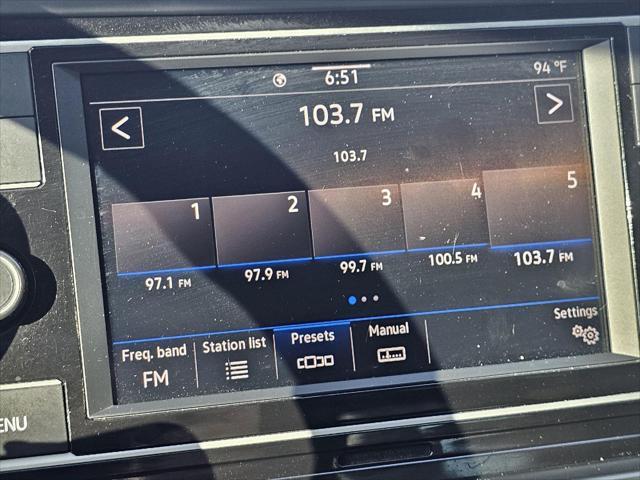 6:51 94 °F
103.7 FM
< >
103.7
1 2 3 4 5
97.1 FM 97.9 FM 99.7 FM 100.5 FM 103.7 FM
Freq. band Station list Presets Manual Settings
FM
ENU